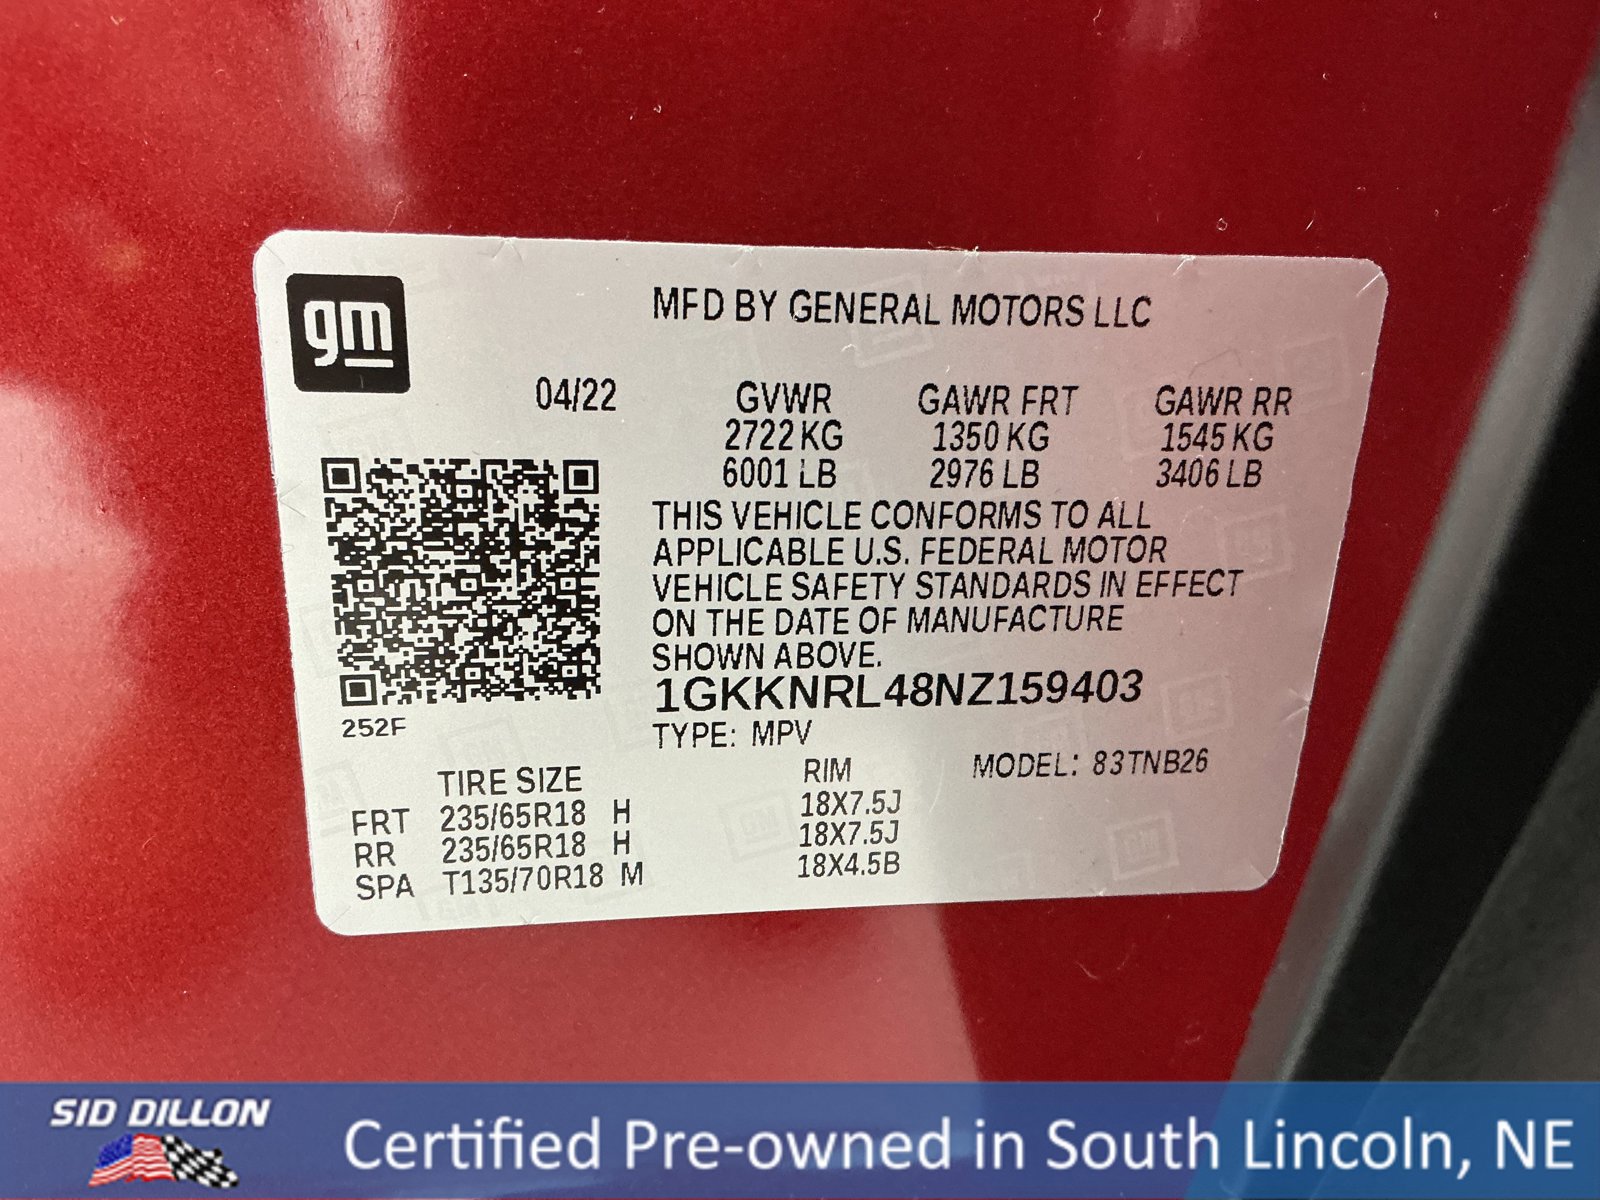 gm
MFD BY GENERAL MOTORS LLC
04/22 GVWR GAWR FRT GAWR RR
2722 KG 1350 KG 1545 KG
6001 LB 2976 LB 3406 LB
THIS VEHICLE CONFORMS TO ALL
APPLICABLE U.S. FEDERAL MOTOR
VEHICLE SAFETY STANDARDS IN EFFECT
ON THE DATE OF MANUFACTURE
SHOWN ABOVE.
1GKKNRL48NZ159403
252F
TYPE: MPV
MODEL: 83TNB26
TIRE SIZE RIM
FRT 235/65R18 H 18X7.5J
RR 235/65R18 H 18X7.5J
SPA T135/70R18 M 18X4.5B
SID DILLON
Certified Pre-owned in South Lincoln, NE